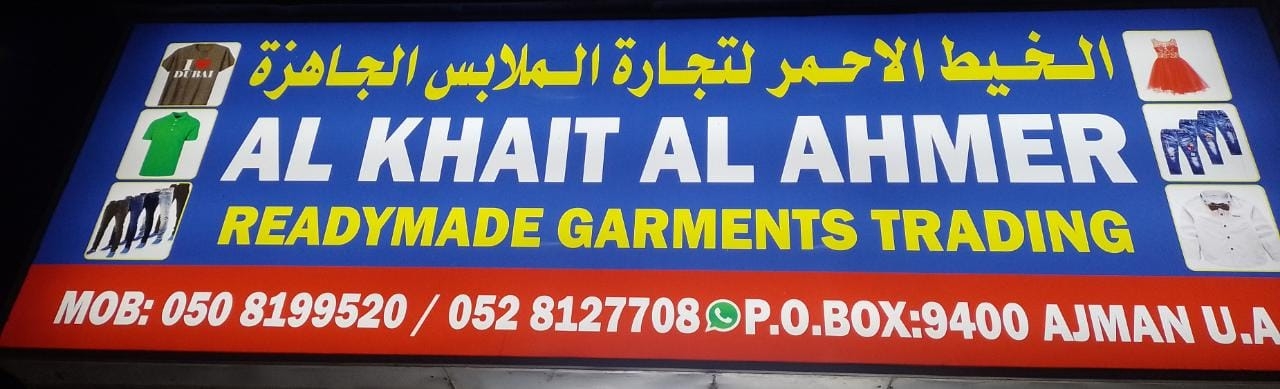 الخيط الاحمر لتجارة الملابس الجاهزة
AL KHAIT AL AHMER
READYMADE GARMENTS TRADING
MOB: 050 8199520 / 052 8127708 P.O.BOX:9400 AJMAN U.A
I
DUBAI